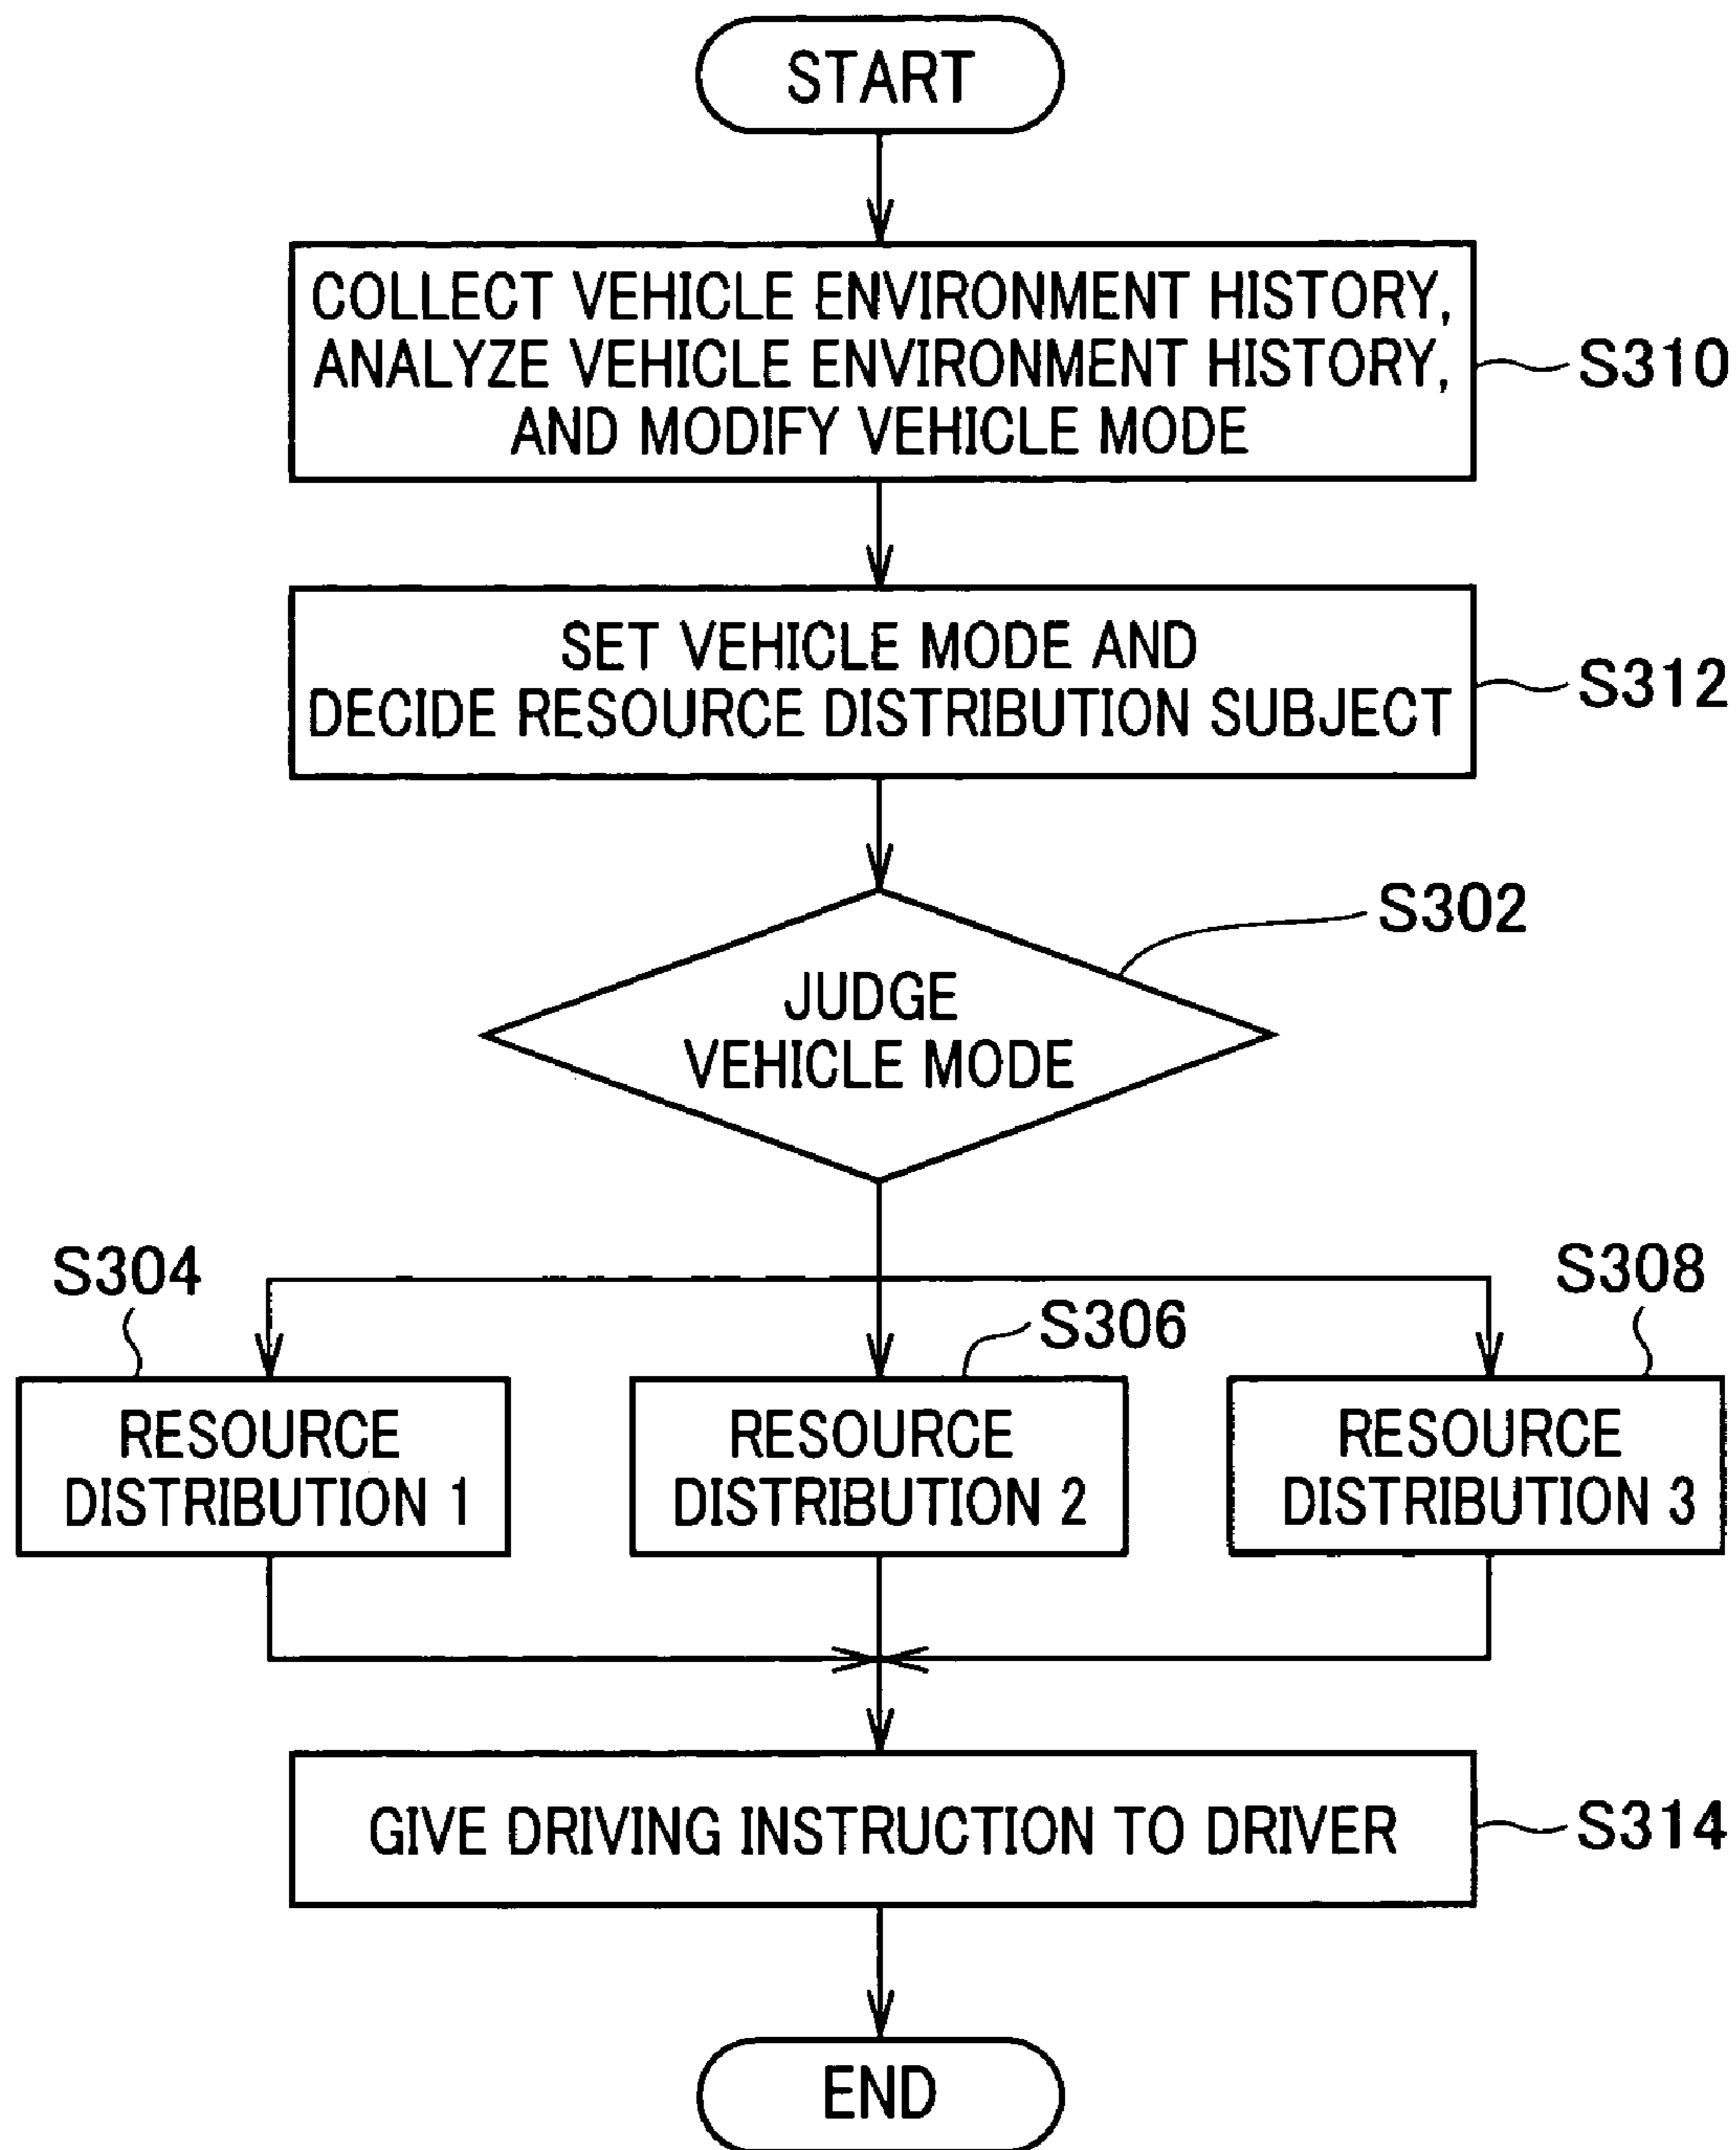 START
COLLECT VEHICLE ENVIRONMENT HISTORY,
ANALYZE VEHICLE ENVIRONMENT HISTORY,
AND MODIFY VEHICLE MODE
S310
SET VEHICLE MODE AND
DECIDE RESOURCE DISTRIBUTION SUBJECT
S312
S302
JUDGE
VEHICLE MODE
S304
RESOURCE
DISTRIBUTION 1
S306
RESOURCE
DISTRIBUTION 2
S308
RESOURCE
DISTRIBUTION 3
GIVE DRIVING INSTRUCTION TO DRIVER
S314
END